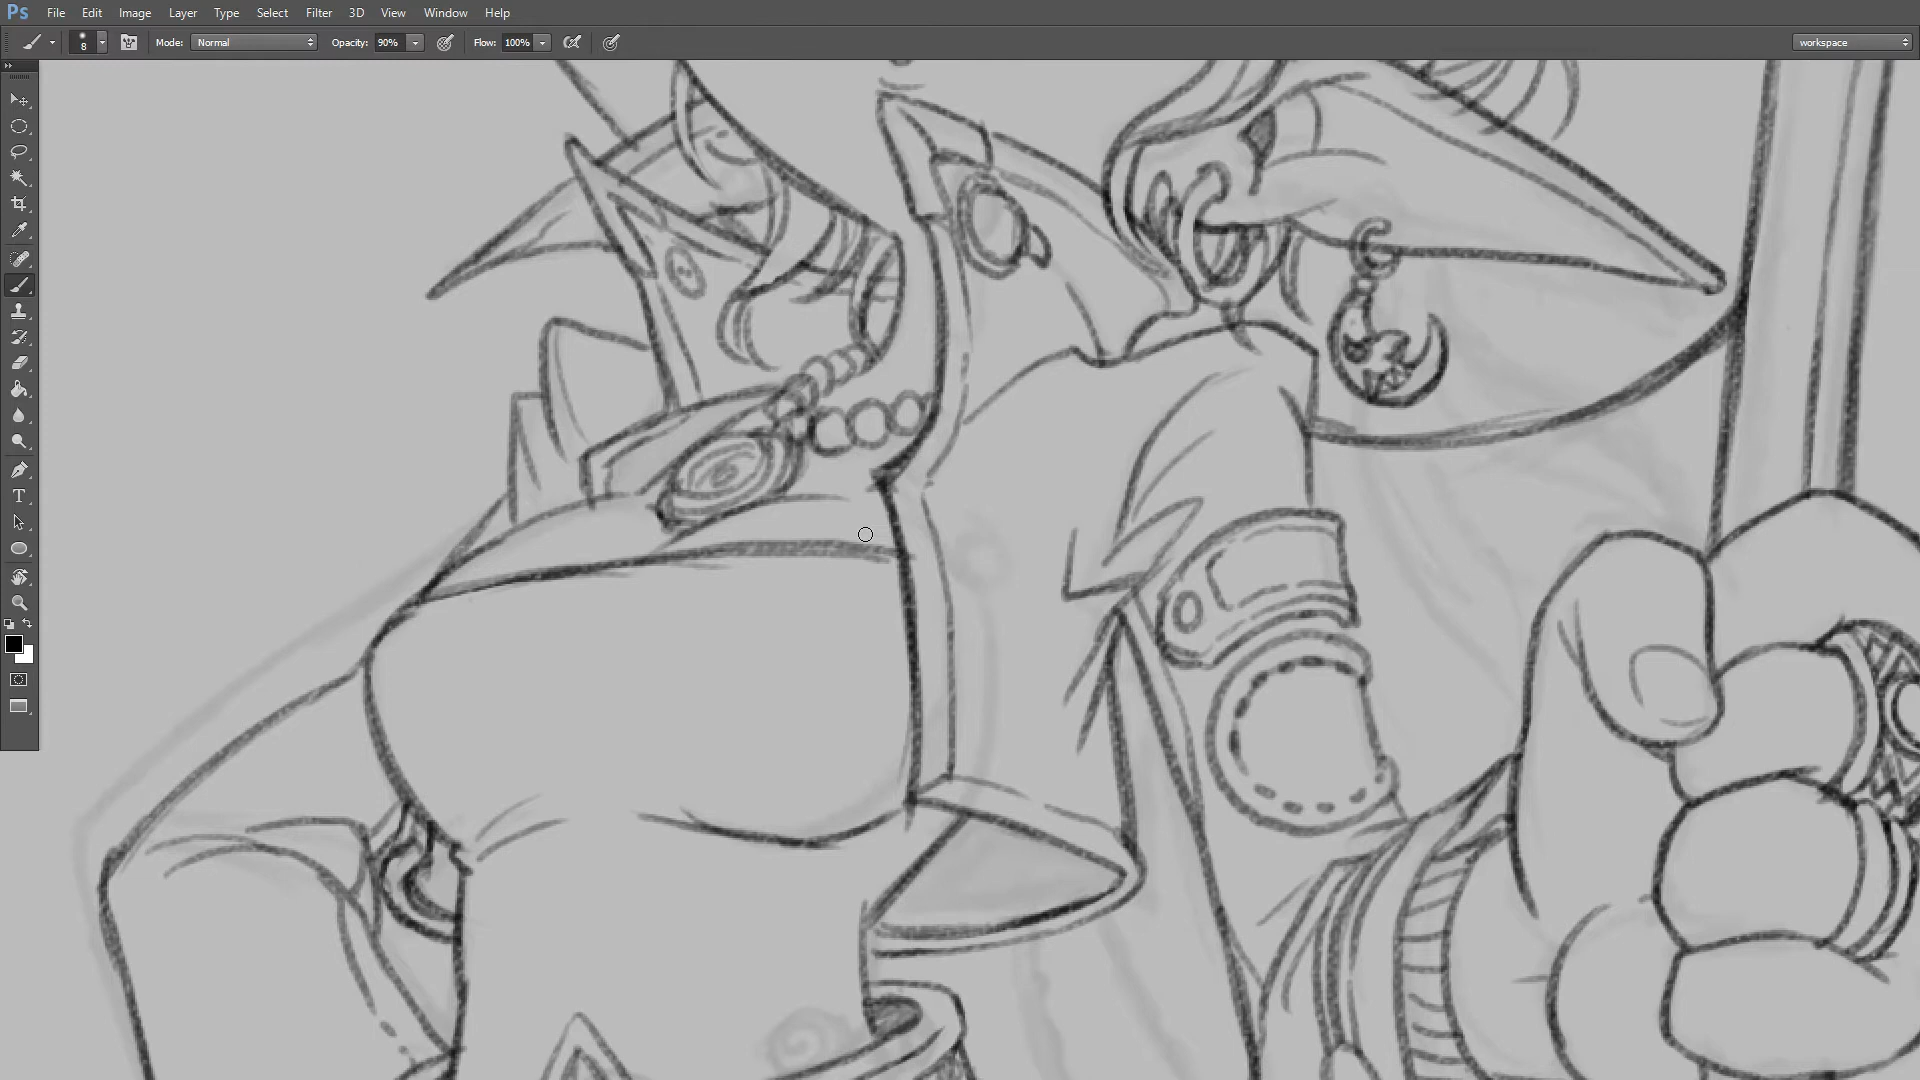 Ps File Edit Image Layer Type Select Filter 3D View Window Help
8 Mode: Normal Opacity: 90% Flow: 100% workspace
T